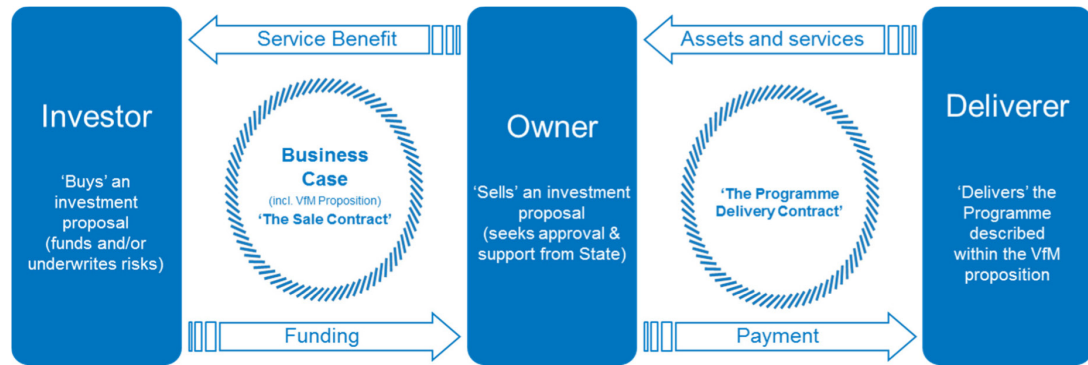 Investor
‘Buys’ an
investment
proposal
(funds and/or
underwrites risks)
Service Benefit
Business
Case
(incl. VfM Proposition)
‘The Sale Contract’
Funding
Owner
‘Sells’ an investment
proposal
(seeks approval &
support from State)
Assets and services
‘The Programme
Delivery Contract’
Payment
Deliverer
‘Delivers’ the
Programme
described
within the VfM
proposition